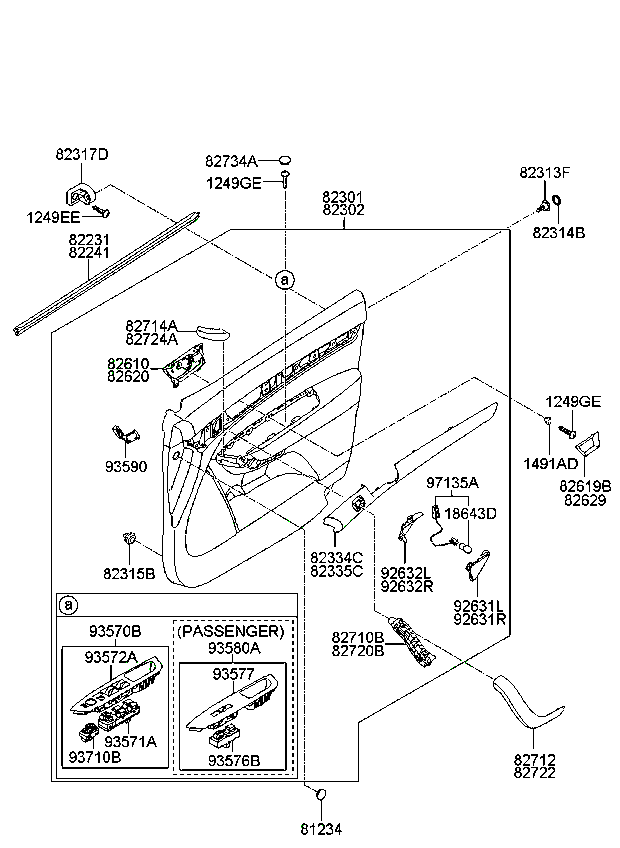 82317D
82734A
1249GE
82313F
82301
82302
1249EE
82314B
82231
82241
a
82714A
82724A
82610
82620
1249GE
93590
1491AD
97135A
82619B
82629
18643D
82334C
82335C
82315B
92632L
92632R
92631L
92631R
a
93570B
(PASSENGER)
93580A
82710B
82720B
93572A
93577
93571A
93710B
93576B
82712
82722
81234